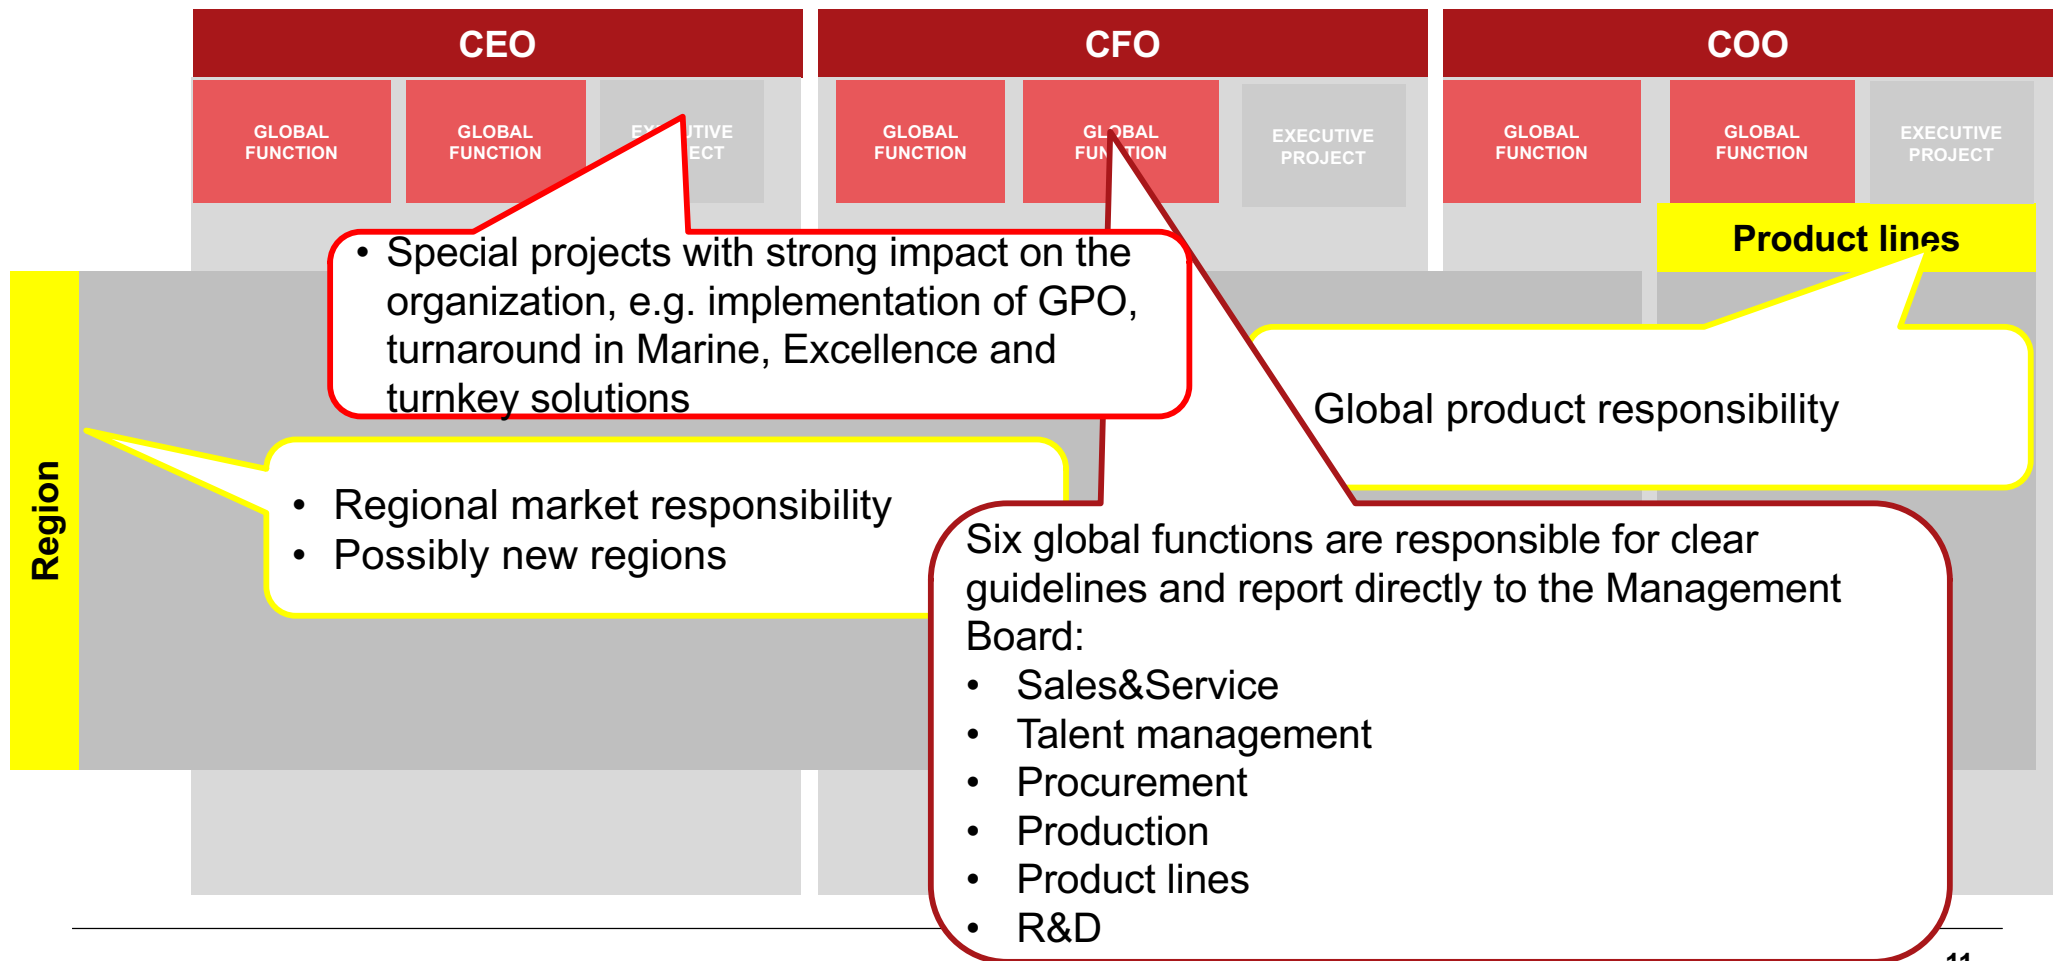 CEO
CFO
COO
GLOBAL
FUNCTION
GLOBAL
FUNCTION
GLOBAL
FUNCTION
GLOBAL
FUNCTION
EXECUTIVE
PROJECT
GLOBAL
FUNCTION
GLOBAL
FUNCTION
EXECUTIVE
PROJECT
Product lines
• Special projects with strong impact on the
organization, e.g. implementation of GPO,
turnaround in Marine, Excellence and
turnkey solutions
Global product responsibility
Region
• Regional market responsibility
• Possibly new regions
Six global functions are responsible for clear
guidelines and report directly to the Management
Board:
• Sales&Service
• Talent management
• Procurement
• Production
• Product lines
• R&D
11